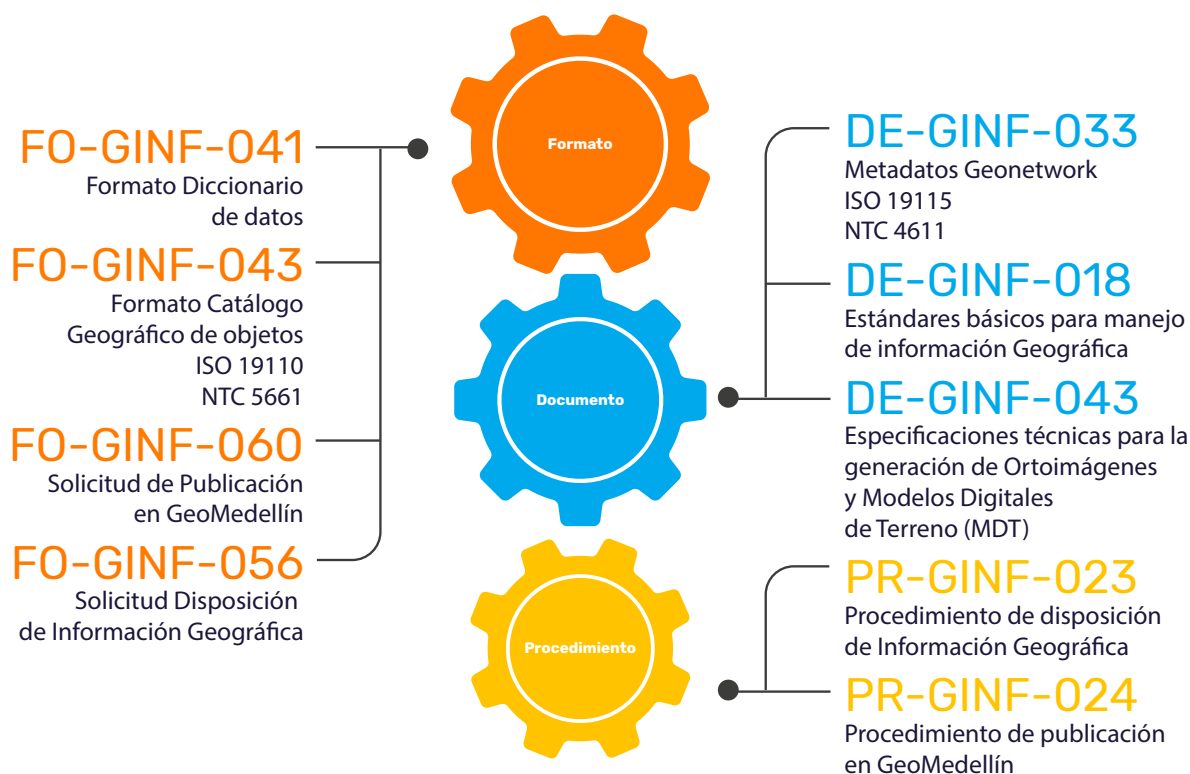 Formato
FO-GINF-041
Formato Diccionario
de datos
FO-GINF-043
Formato Catálogo
Geográfico de objetos
ISO 19110
NTC 5661
FO-GINF-060
Solicitud de Publicación
en GeoMedellín
FO-GINF-056
Solicitud Disposición
de Información Geográfica
Documento
DE-GINF-033
Metadatos Geonetwork
ISO 19115
NTC 4611
DE-GINF-018
Estándares básicos para manejo
de información Geográfica
DE-GINF-043
Especificaciones técnicas para la
generación de Ortoimágenes
y Modelos Digitales
de Terreno (MDT)
Procedimiento
PR-GINF-023
Procedimiento de disposición
de Información Geográfica
PR-GINF-024
Procedimiento de publicación
en GeoMedellín